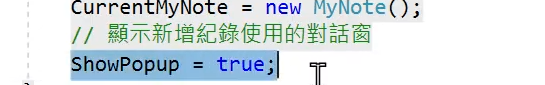 CurrentMyNote = new MyNote();
// 顯示新增紀錄使用的對話窗
ShowPopup = true;